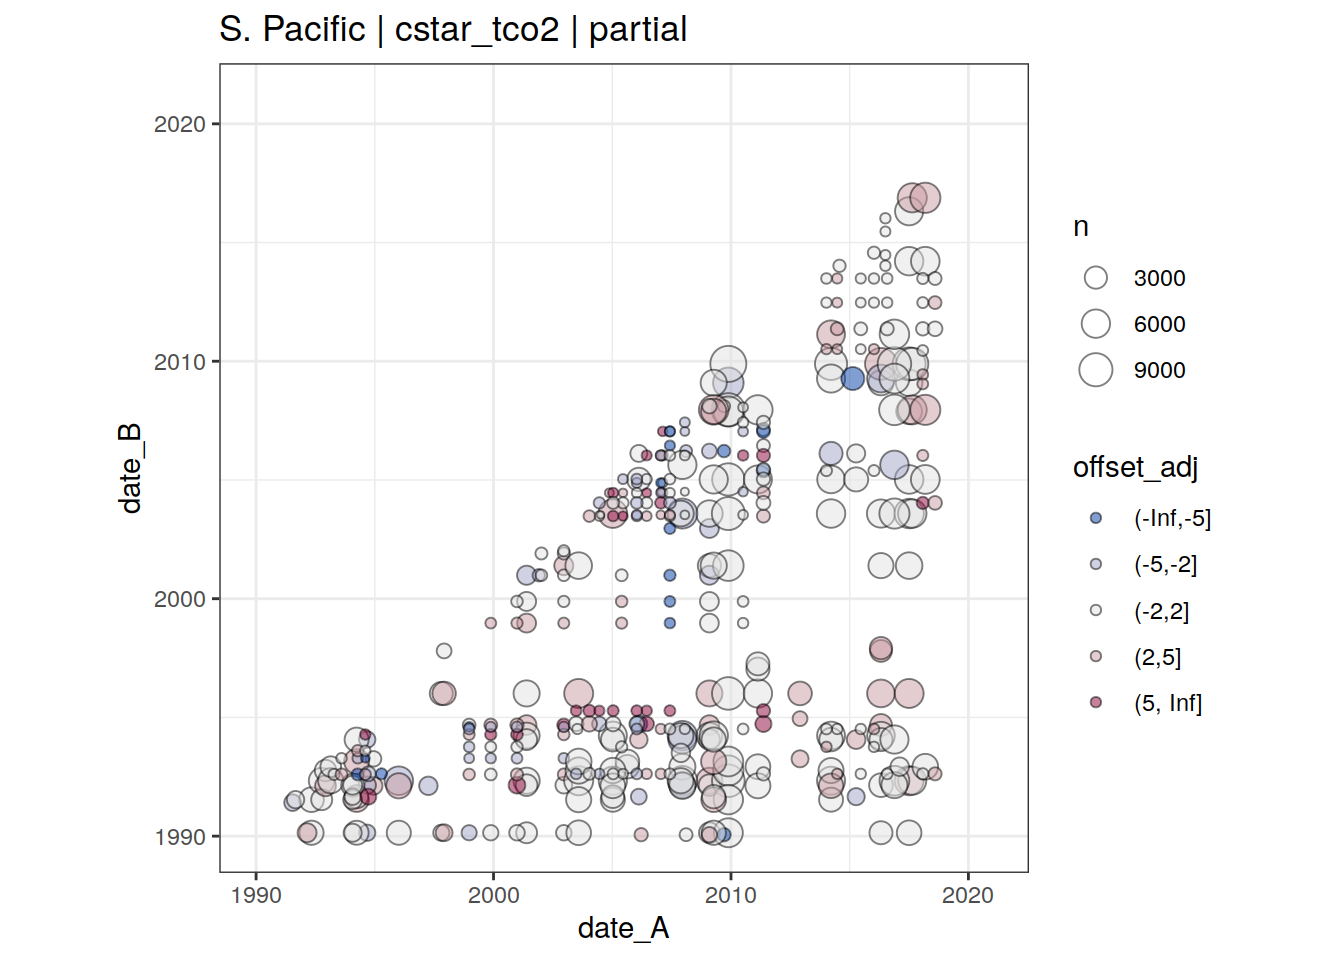 S. Pacific | cstar_tco2 | partial
2020
2010
2000
1990
date_B
1990
2000
2010
2020
date_A
n
3000
6000
9000
offset_adj
(-Inf,-5]
(-5,-2]
(-2,2]
(2,5]
(5, Inf]